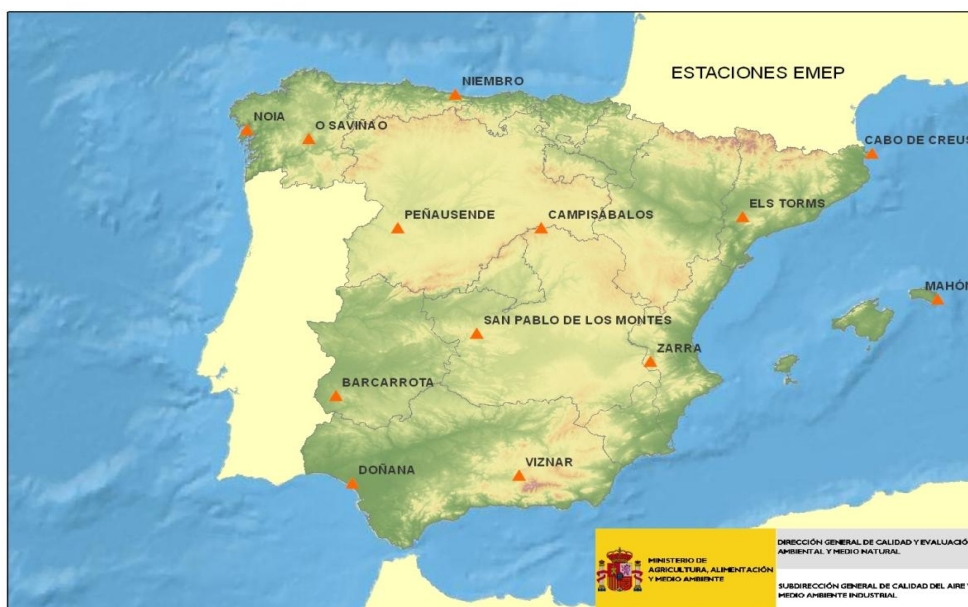 NIEMBRO
ESTACIONES EMEP
NOIA
O SAVIÑAO
CABO DE CREUS
ELS TORMS
PEÑAUSENDE
CAMPISÁBALOS
MAHÓN
SAN PABLO DE LOS MONTES
ZARRA
BARCARROTA
DOÑANA
VIZNAR
MINISTERIO DE
AGRICULTURA, ALIMENTACIÓN
Y MEDIO AMBIENTE
DIRECCIÓN GENERAL DE CALIDAD Y EVALUACIÓ
AMBIENTAL Y MEDIO NATURAL
SUBDIRECCIÓN GENERAL DE CALIDAD DEL AIRE Y
MEDIO AMBIENTE INDUSTRIAL